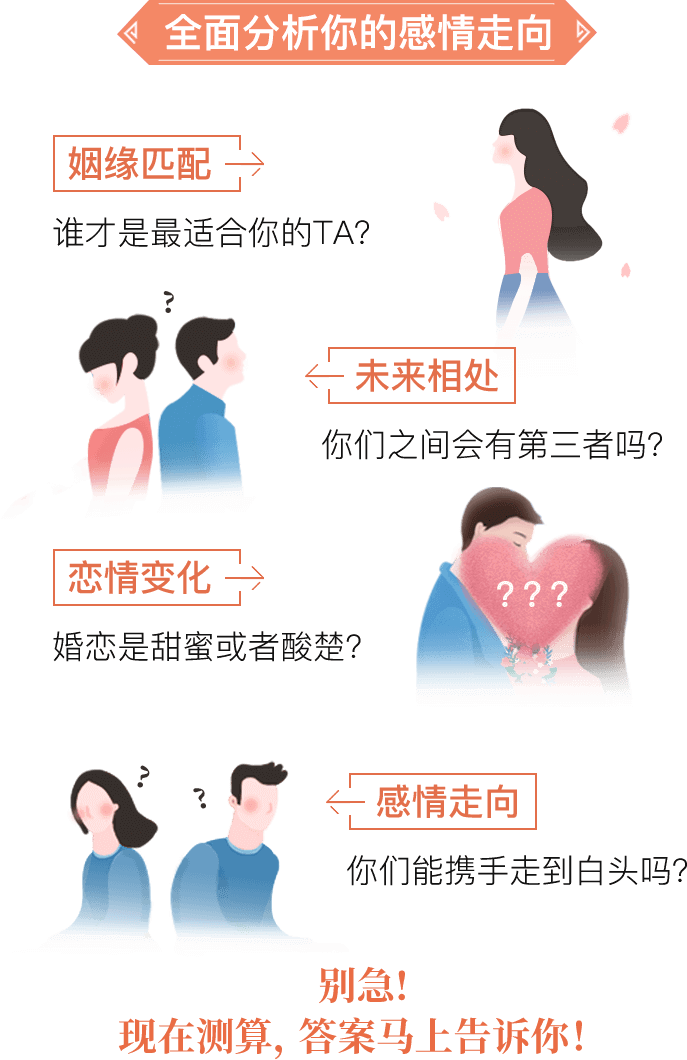 全面分析你的感情走向
姻缘匹配
谁才是最适合你的TA?
?
未来相处
你们之间会有第三者吗?
恋情变化
???
婚恋是甜蜜或者酸楚?
?
?
感情走向
你们能携手走到白头吗?
别急!
现在测算, 答案马上告诉你!